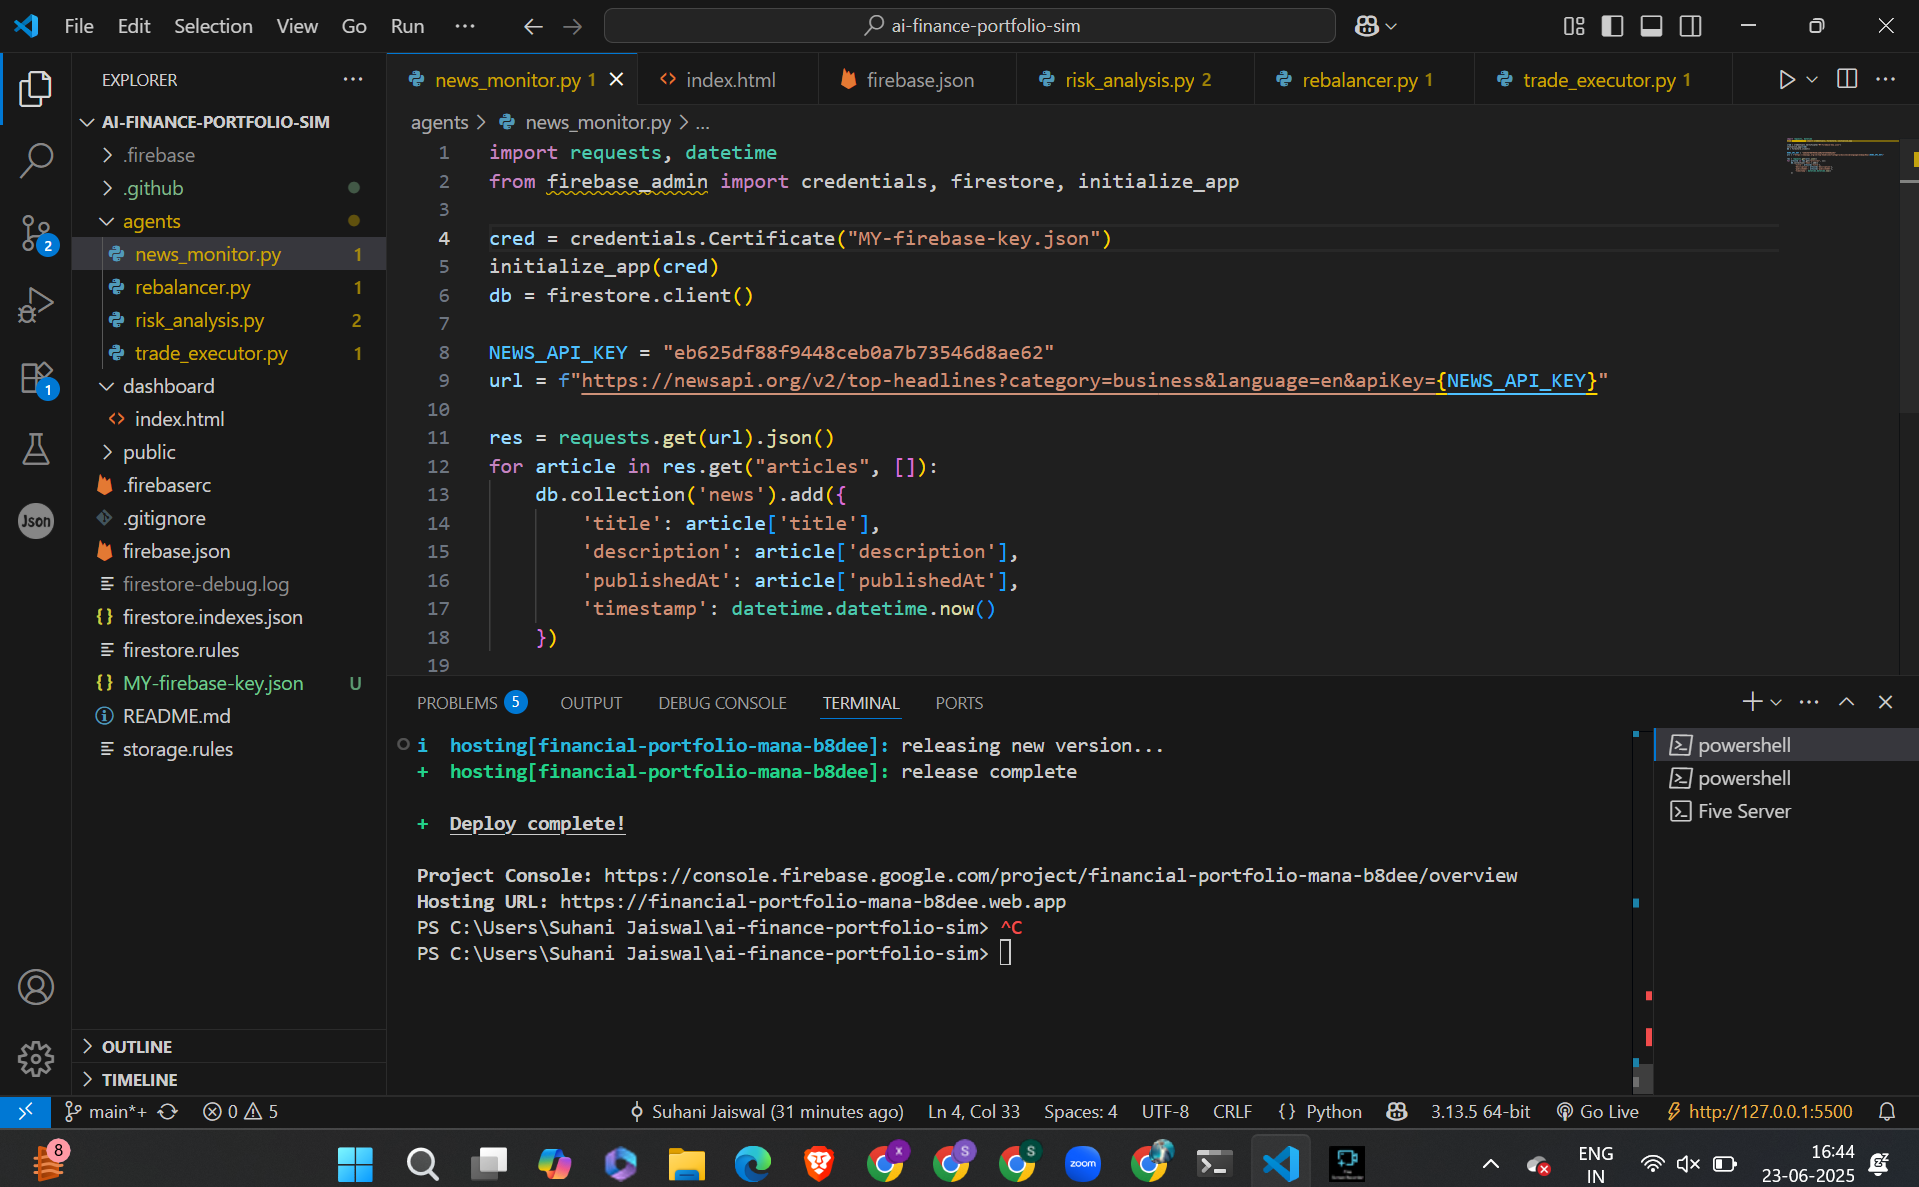 File Edit Selection View Go Run ···
ai-finance-portfolio-sim
EXPLORER ···
news_monitor.py 1
index.html
firebase.json
risk_analysis.py 2
rebalancer.py 1
trade_executor.py 1
AI-FINANCE-PORTFOLIO-SIM
.firebase
.github
agents
news_monitor.py 1
rebalancer.py 1
risk_analysis.py 2
trade_executor.py 1
dashboard
index.html
public
.firebaserc
.gitignore
firebase.json
firestore-debug.log
firestore.indexes.json
firestore.rules
MY-firebase-key.json U
README.md
storage.rules
OUTLINE
TIMELINE
2
1
Json
agents > news_monitor.py > ...
1 import requests, datetime
2 from firebase_admin import credentials, firestore, initialize_app
3
4 cred = credentials.Certificate("MY-firebase-key.json")
5 initialize_app(cred)
6 db = firestore.client()
7
8 NEWS_API_KEY = "eb625df88f9448ceb0a7b73546d8ae62"
9 url = f"https://newsapi.org/v2/top-headlines?category=business&language=en&apiKey={NEWS_API_KEY}"
10
11 res = requests.get(url).json()
12 for article in res.get("articles", []):
13 db.collection('news').add({
14 'title': article['title'],
15 'description': article['description'],
16 'publishedAt': article['publishedAt'],
17 'timestamp': datetime.datetime.now()
18 })
19
PROBLEMS 5 OUTPUT DEBUG CONSOLE TERMINAL PORTS
i hosting[financial-portfolio-mana-b8dee]: releasing new version...
+ hosting[financial-portfolio-mana-b8dee]: release complete
+ Deploy complete!
Project Console: https://console.firebase.google.com/project/financial-portfolio-mana-b8dee/overview
Hosting URL: https://financial-portfolio-mana-b8dee.web.app
PS C:\Users\Suhani Jaiswal\ai-finance-portfolio-sim> ^C
PS C:\Users\Suhani Jaiswal\ai-finance-portfolio-sim>
powershell
powershell
Five Server
main*+ 0 5 Suhani Jaiswal (31 minutes ago) Ln 4, Col 33 Spaces: 4 UTF-8 CRLF {} Python 3.13.5 64-bit Go Live http://127.0.0.1:5500
8
x
S
S
zoom
ENG
IN
16:44
23-06-2025